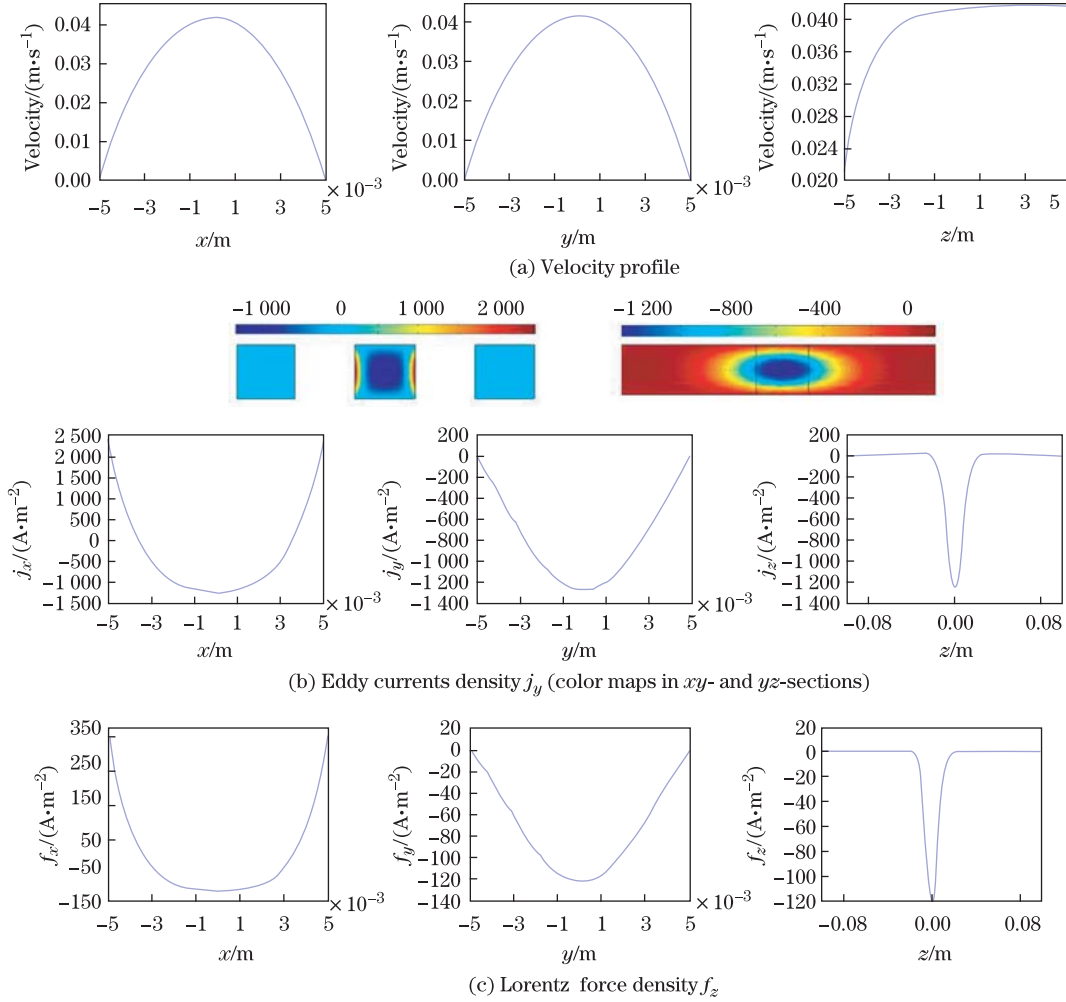 Velocity/(m•s⁻¹)
0.04
0.03
0.02
0.01
0.00
−5 −3 −1 1 3 5
× 10⁻³
x/m
Velocity/(m•s⁻¹)
0.04
0.03
0.02
0.01
0.00
−5 −3 −1 1 3 5
× 10⁻³
y/m
Velocity/(m•s⁻¹)
0.040
0.036
0.032
0.028
0.024
0.020
−5 −3 −1 1 3 5
z/m
(a) Velocity profile
−1 000 0 1 000 2 000
−1 200 −800 −400 0
jx/(A•m⁻²)
2 500
2 000
1 500
1 000
500
0
−500
−1 000
−1 500
−5 −3 −1 1 3 5
× 10⁻³
x/m
jy/(A•m⁻²)
200
0
−200
−400
−600
−800
−1 000
−1 200
−1 400
−5 −3 −1 1 3 5
× 10⁻³
y/m
jz/(A•m⁻²)
200
0
−200
−400
−600
−800
−1 000
−1 200
−1 400
−0.08 0.00 0.08
z/m
(b) Eddy currents density jy (color maps in xy- and yz-sections)
fx/(A•m⁻²)
350
250
150
50
−50
−150
−5 −3 −1 1 3 5
× 10⁻³
x/m
fy/(A•m⁻²)
20
0
−20
−40
−60
−80
−100
−120
−140
−5 −3 −1 1 3 5
× 10⁻³
y/m
fz/(A•m⁻²)
20
0
−20
−40
−60
−80
−100
−120
−0.08 0.00 0.08
z/m
(c) Lorentz force density fz